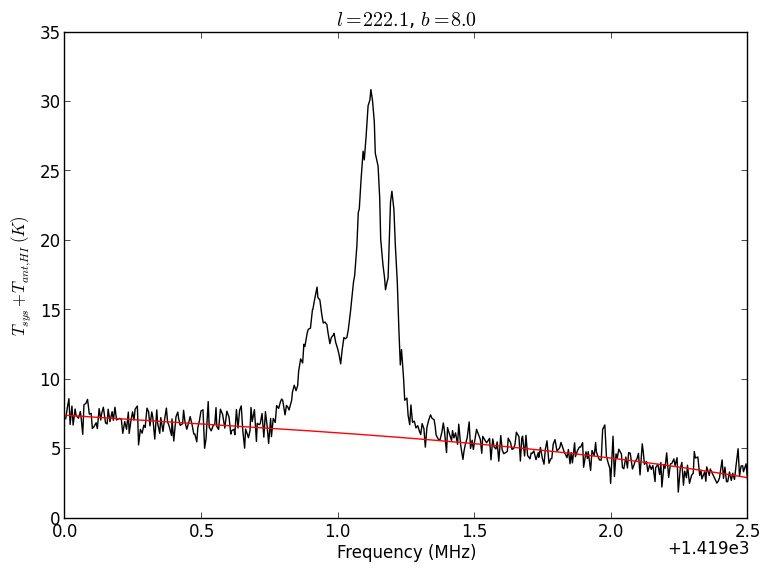 l = 222.1, b = 8.0
35
30
25
20
15
10
5
0
T_sys + T_ant,HI (K)
0.0 0.5 1.0 1.5 2.0 2.5
Frequency (MHz)
+1.419e3